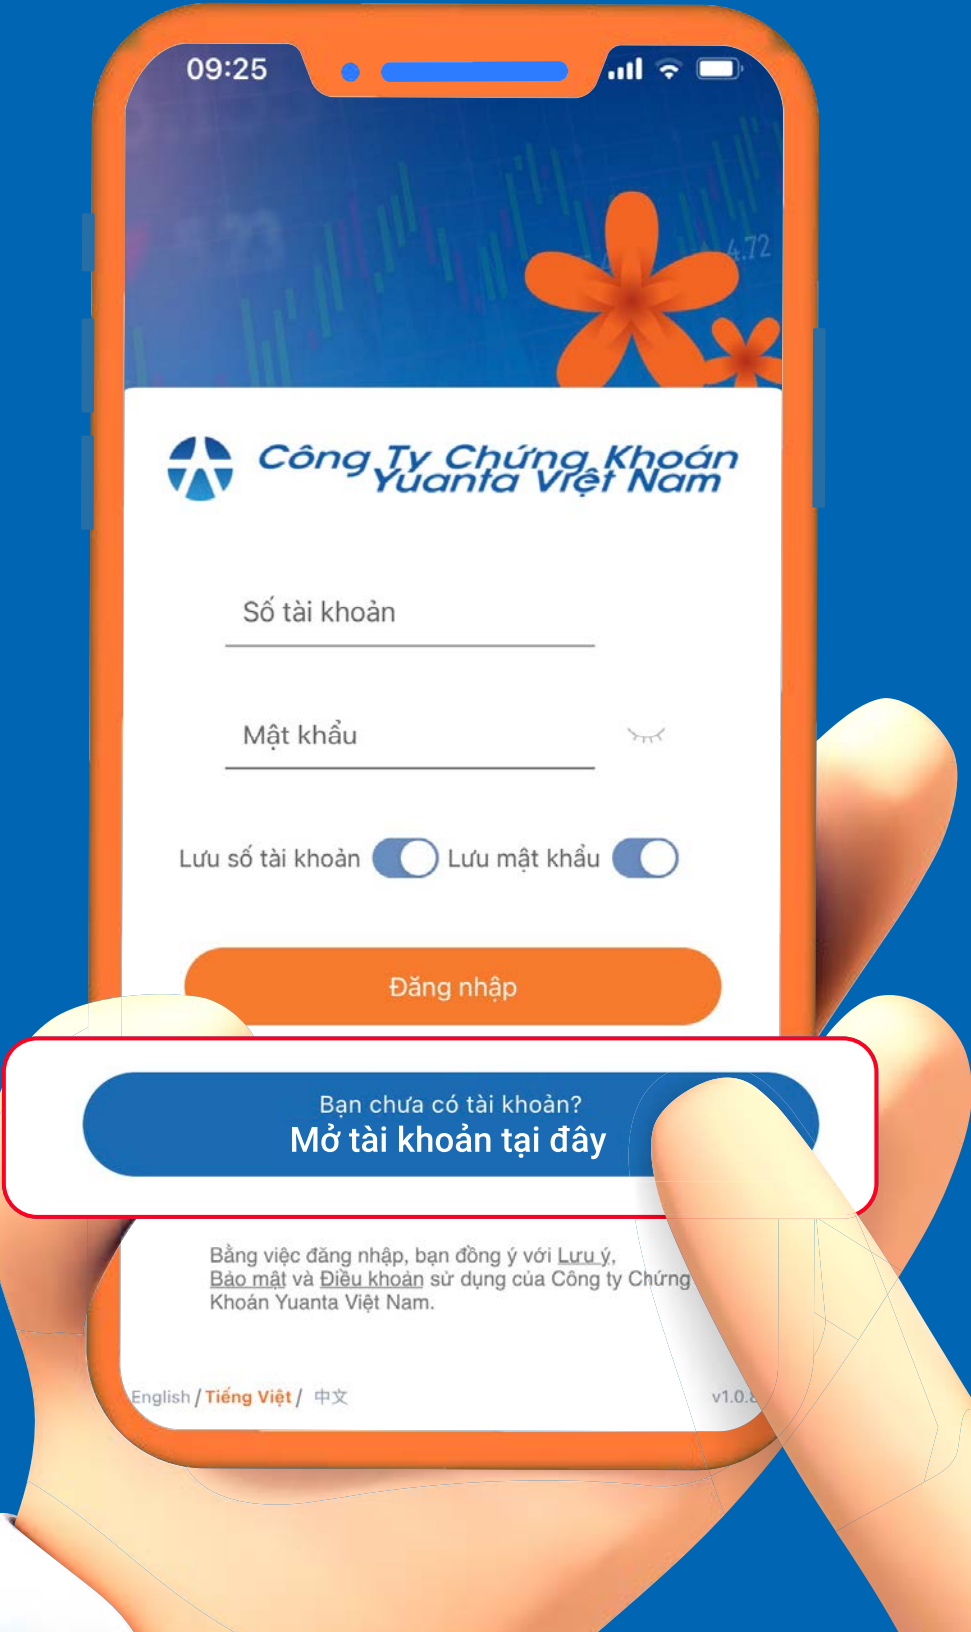 09:25
4.72
Công Ty Chứng Khoán
Yuanta Việt Nam
Số tài khoản
Mật khẩu
Lưu số tài khoản Lưu mật khẩu
Đăng nhập
Bạn chưa có tài khoản?
Mở tài khoản tại đây
Bằng việc đăng nhập, bạn đồng ý với Lưu ý,
Bảo mật và Điều khoản sử dụng của Công ty Chứng
Khoán Yuanta Việt Nam.
English / Tiếng Việt / 中文